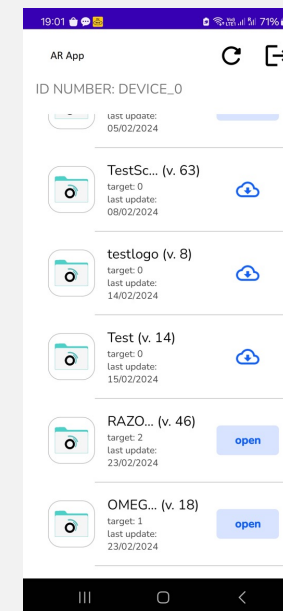 19:01
71%
AR App
ID NUMBER: DEVICE_0
last update:
05/02/2024
TestSc... (v. 63)
target: 0
last update:
08/02/2024
testlogo (v. 8)
target: 0
last update:
14/02/2024
Test (v. 14)
target: 0
last update:
15/02/2024
RAZO... (v. 46)
target: 2
last update:
23/02/2024
open
OMEG... (v. 18)
target: 1
last update:
23/02/2024
open